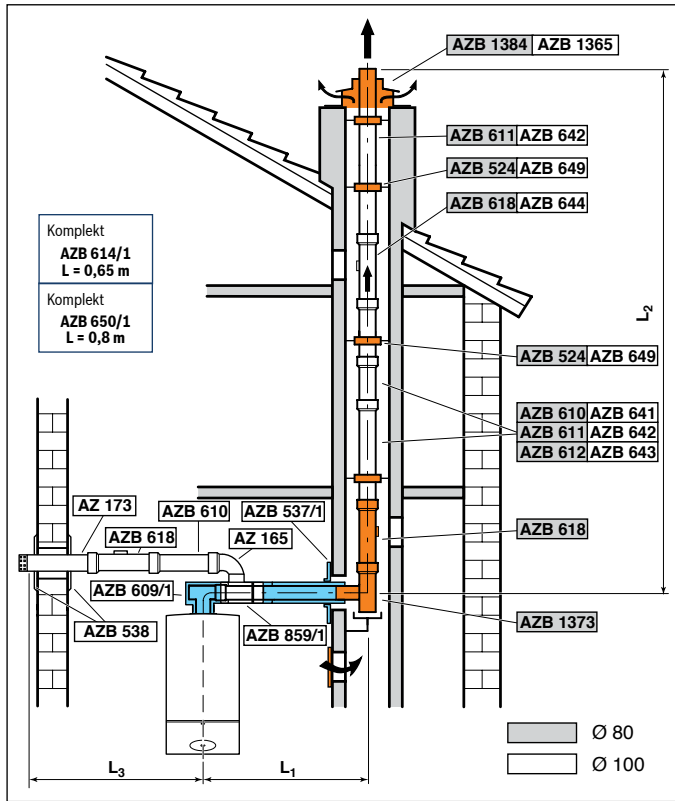 AZB 1384 AZB 1365
AZB 611 AZB 642
AZB 524 AZB 649
AZB 618 AZB 644
Komplekt
AZB 614/1
L = 0,65 m
Komplekt
AZB 650/1
L = 0,8 m
L2
AZB 524 AZB 649
AZB 610 AZB 641
AZB 611 AZB 642
AZB 612 AZB 643
AZ 173
AZB 610
AZB 537/1
AZB 618
AZ 165
AZB 618
AZB 609/1
AZB 538
AZB 859/1
AZB 1373
L3
L1
Ø 80
Ø 100